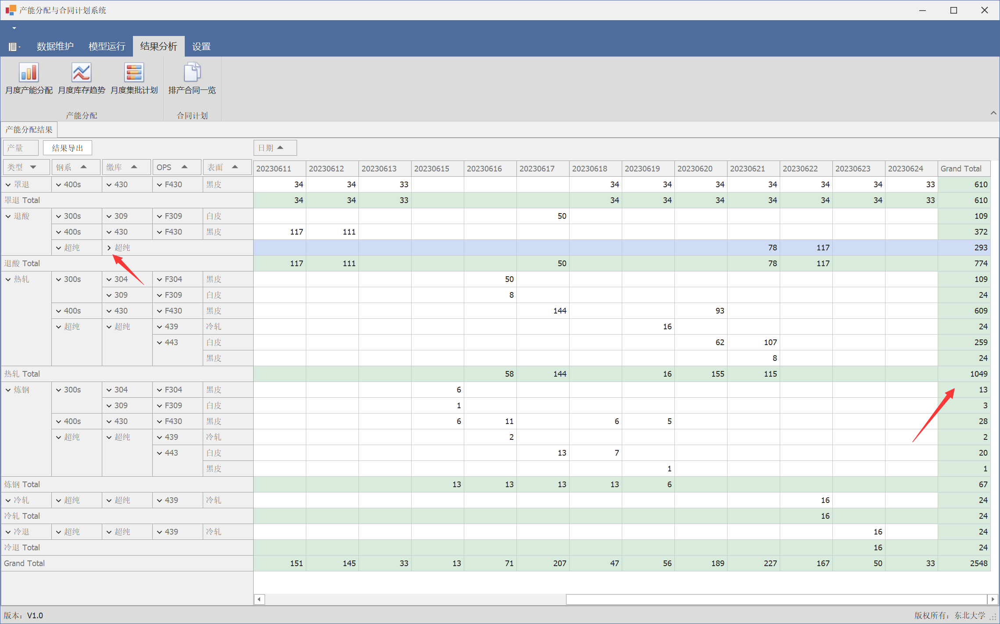 产能分配与合同计划系统
数据维护 模型运行 结果分析 设置
月度产能分配 月度库存趋势 月度集批计划 排产合同一览
产能分配 合同计划
产能分配结果
产量 结果导出 日期
类型 钢系 缴库 OPS 表面 20230611 20230612 20230613 20230615 20230616 20230617 20230618 20230619 20230620 20230621 20230622 20230623 20230624 Grand Total
罩退 400s 430 F430 黑皮 34 34 33 34 34 34 34 34 34 33 610
罩退 Total 34 34 33 34 34 34 34 34 34 33 610
退酸 300s 309 F309 白皮 50 109
400s 430 F430 黑皮 117 111 372
超纯 超纯 78 117 293
退酸 Total 117 111 50 78 117 774
热轧 300s 304 F304 黑皮 50 109
309 F309 白皮 8 24
400s 430 F430 黑皮 144 93 609
超纯 超纯 439 冷轧 16 24
443 白皮 62 107 259
黑皮 8 24
热轧 Total 58 144 16 155 115 1049
炼钢 300s 304 F304 黑皮 6 13
309 F309 白皮 1 3
400s 430 F430 黑皮 6 11 6 5 28
超纯 超纯 439 冷轧 2 2
443 白皮 13 7 20
黑皮 1 1
炼钢 Total 13 13 13 13 6 67
冷轧 超纯 超纯 439 冷轧 16 24
冷轧 Total 16 24
冷退 超纯 超纯 439 冷轧 16 24
冷退 Total 16 24
Grand Total 151 145 33 13 71 207 47 56 189 227 167 50 33 2548
版本：V1.0 版权所有：东北大学